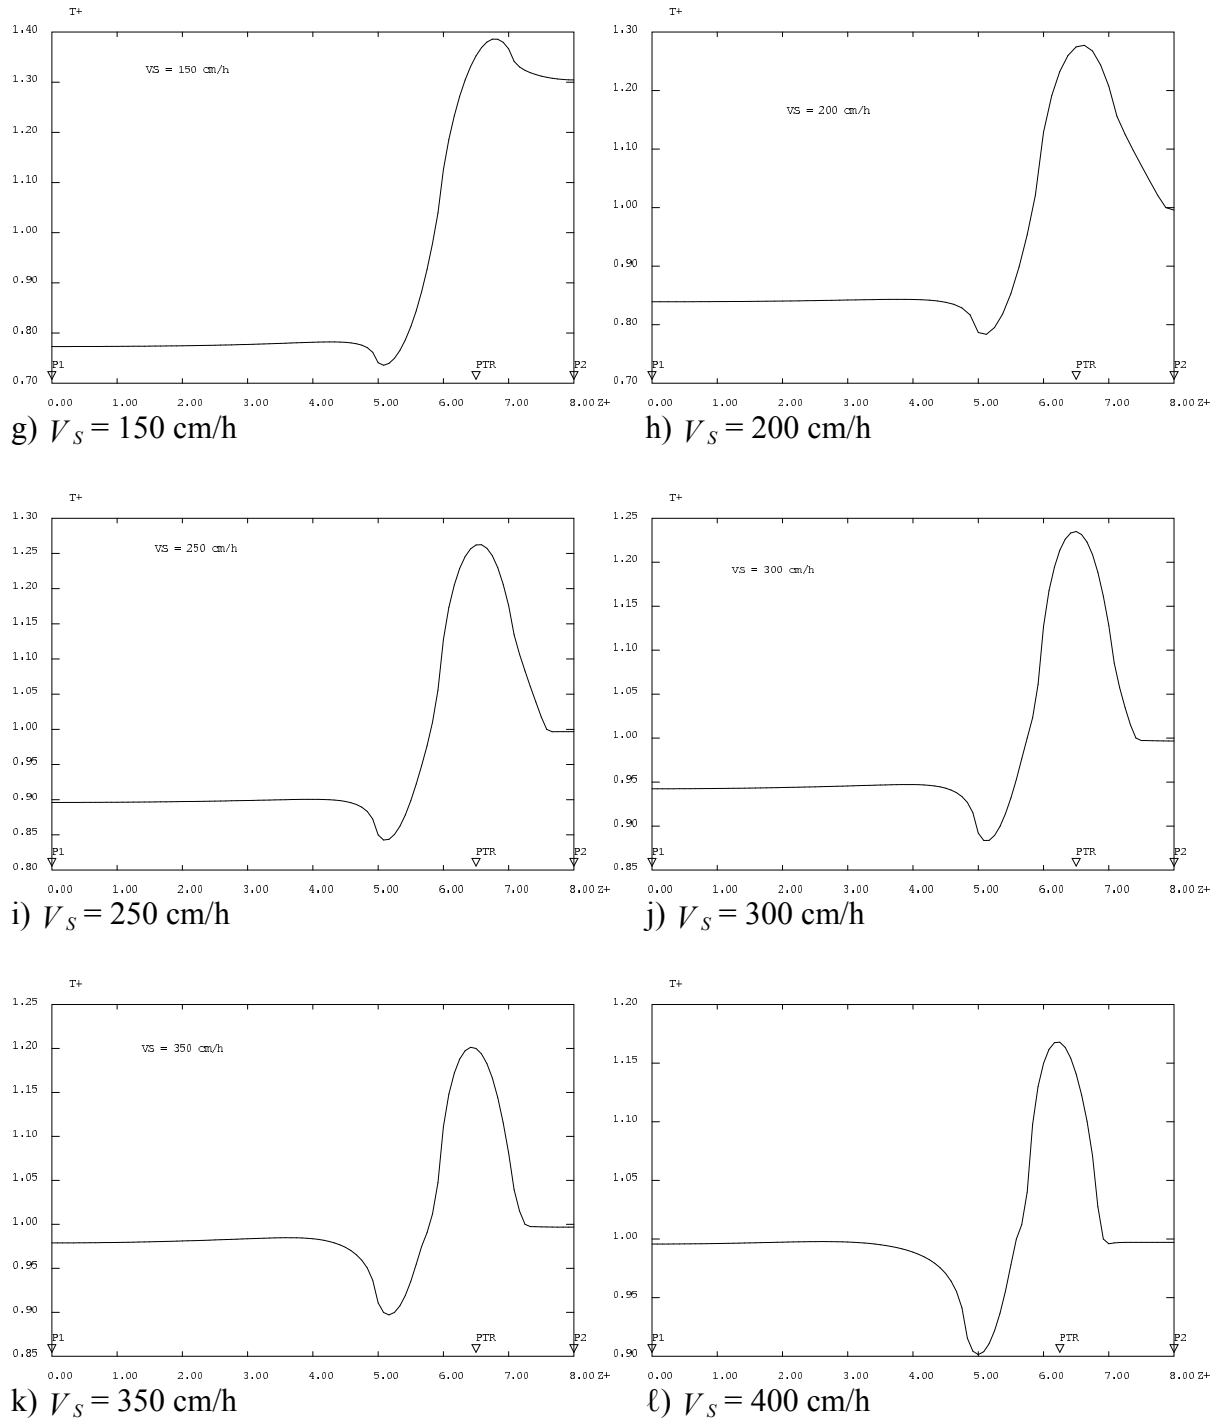 T+
1.40
1.30
1.20
1.10
1.00
0.90
0.80
0.70
VS = 150 cm/h
P1 PTR P2
0.00 1.00 2.00 3.00 4.00 5.00 6.00 7.00 8.00 Z+
g) V_S = 150 cm/h
1.30
1.20
1.10
1.00
0.90
0.80
0.70
VS = 200 cm/h
P1 PTR P2
0.00 1.00 2.00 3.00 4.00 5.00 6.00 7.00 8.00 Z+
T+
h) V_S = 200 cm/h
T+
1.30
1.25
1.20
1.15
1.10
1.05
1.00
0.95
0.90
0.85
0.80
VS = 250 cm/h
P1 PTR P2
0.00 1.00 2.00 3.00 4.00 5.00 6.00 7.00 8.00 Z+
i) V_S = 250 cm/h
T+
1.25
1.20
1.15
1.10
1.05
1.00
0.95
0.90
0.85
VS = 300 cm/h
P1 PTR P2
0.00 1.00 2.00 3.00 4.00 5.00 6.00 7.00 8.00 Z+
j) V_S = 300 cm/h
T+
1.25
1.20
1.15
1.10
1.05
1.00
0.95
0.90
0.85
VS = 350 cm/h
P1 PTR P2
0.00 1.00 2.00 3.00 4.00 5.00 6.00 7.00 8.00 Z+
k) V_S = 350 cm/h
T+
1.20
1.15
1.10
1.05
1.00
0.95
0.90
P1 PTR P2
0.00 1.00 2.00 3.00 4.00 5.00 6.00 7.00 8.00 Z+
ℓ) V_S = 400 cm/h